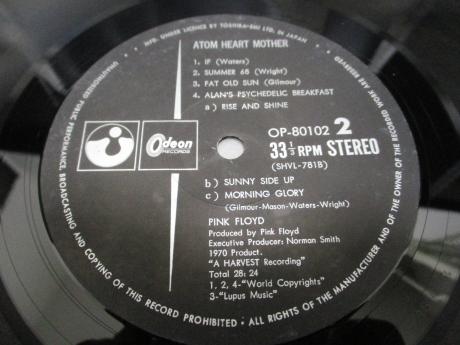 MFD. UNDER LICENCE BY TOSHIBA-EMI LTD. IN JAPAN
ATOM HEART MOTHER
1. IF (Waters)
2. SUMMER 68 (Wright)
3. FAT OLD SUN (Gilmour)
4. ALAN'S PSYCHEDELIC BREAKFAST
a) RISE AND SHINE
Odeon
RECORDS
OP-80102 2
33 1/3 RPM STEREO
(SHVL-781B)
b) SUNNY SIDE UP
c) MORNING GLORY
(Gilmour-Mason-Waters-Wright)
PINK FLOYD
Produced by Pink Floyd
Executive Producer: Norman Smith
1970 Product.
"A HARVEST Recording"
Total 28: 24
1, 2, 4-"World Copyrights"
3-"Lupus Music"
UNAUTHORISED PUBLIC PERFORMANCE, BROADCASTING AND COPYING OF THIS RECORD PROHIBITED • ALL RIGHTS OF THE MANUFACTURER AND OF THE OWNER OF THE RECORDED WORK ARE RESERVED